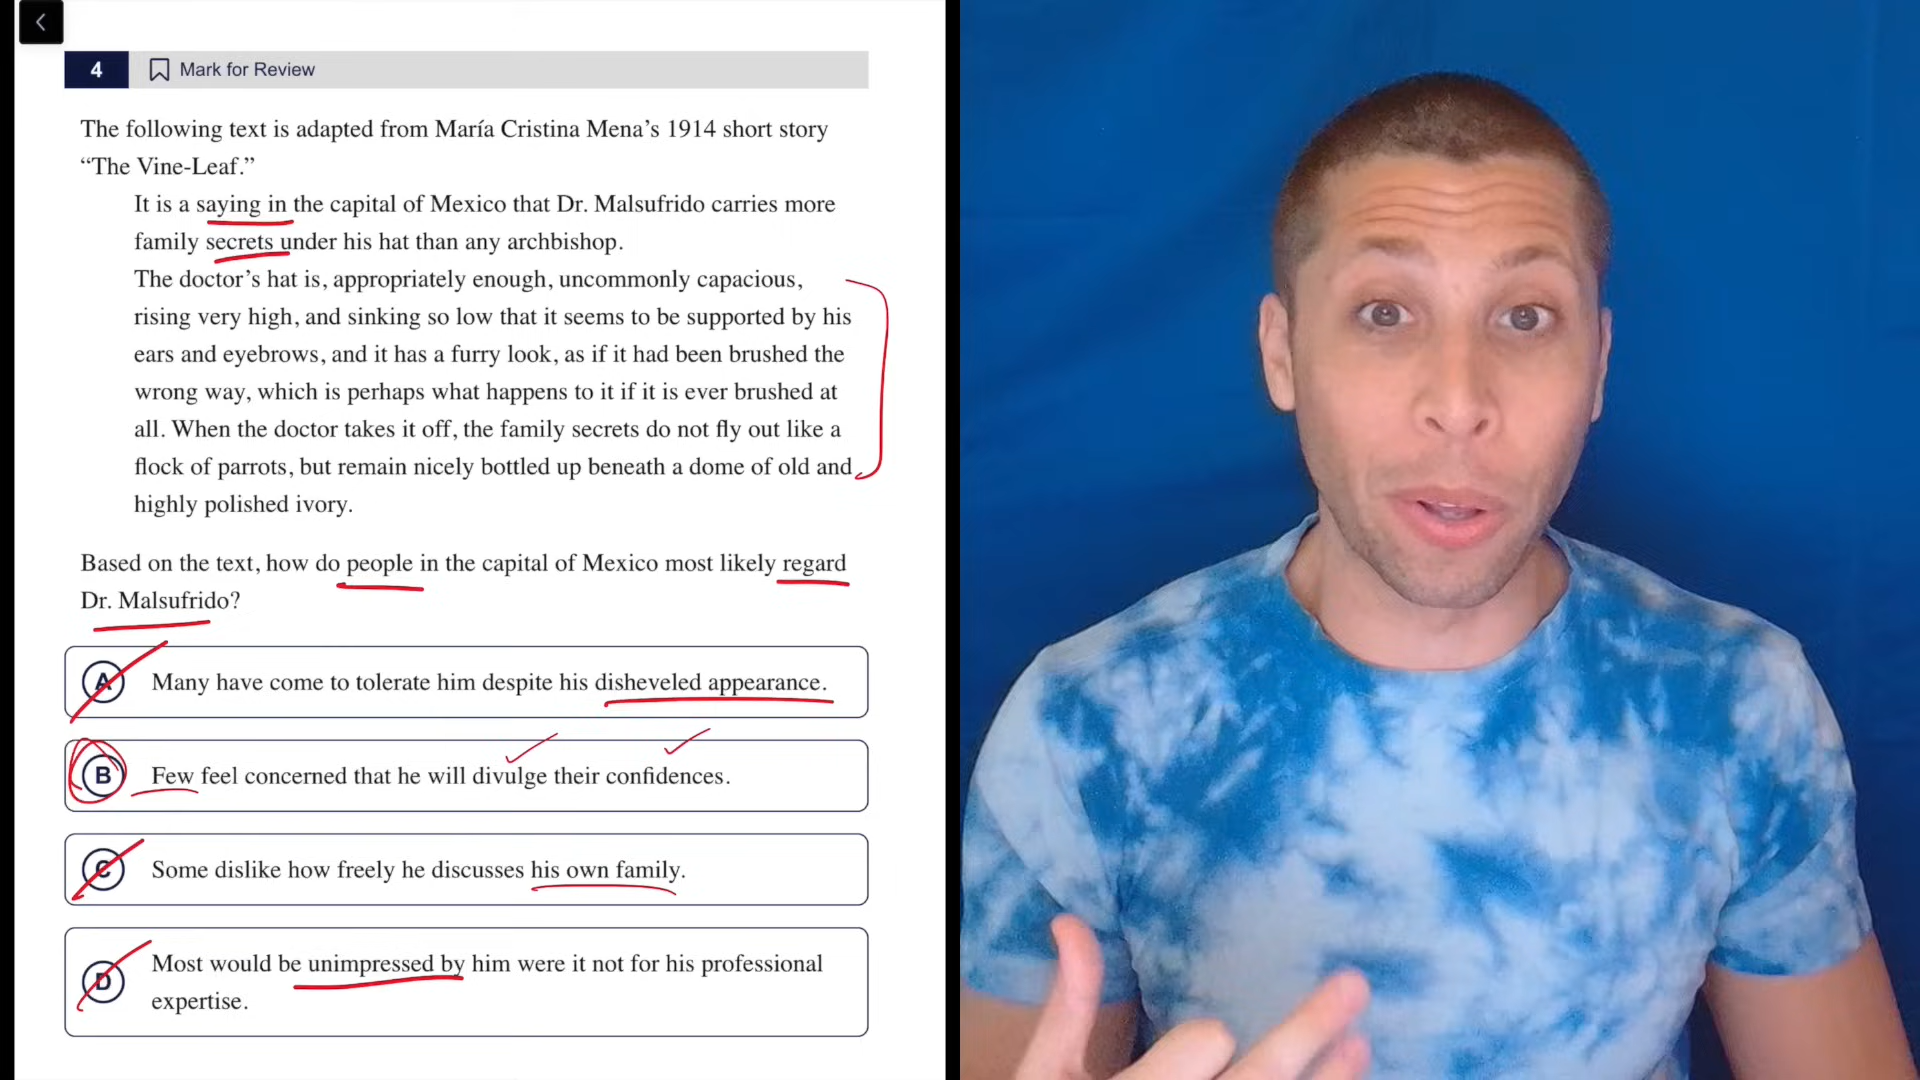 4 Mark for Review
The following text is adapted from María Cristina Mena’s 1914 short story
“The Vine-Leaf.”
It is a saying in the capital of Mexico that Dr. Malsufrido carries more
family secrets under his hat than any archbishop.
The doctor’s hat is, appropriately enough, uncommonly capacious,
rising very high, and sinking so low that it seems to be supported by his
ears and eyebrows, and it has a furry look, as if it had been brushed the
wrong way, which is perhaps what happens to it if it is ever brushed at
all. When the doctor takes it off, the family secrets do not fly out like a
flock of parrots, but remain nicely bottled up beneath a dome of old and
highly polished ivory.
Based on the text, how do people in the capital of Mexico most likely regard
Dr. Malsufrido?
A Many have come to tolerate him despite his disheveled appearance.
B Few feel concerned that he will divulge their confidences.
C Some dislike how freely he discusses his own family.
D Most would be unimpressed by him were it not for his professional
expertise.